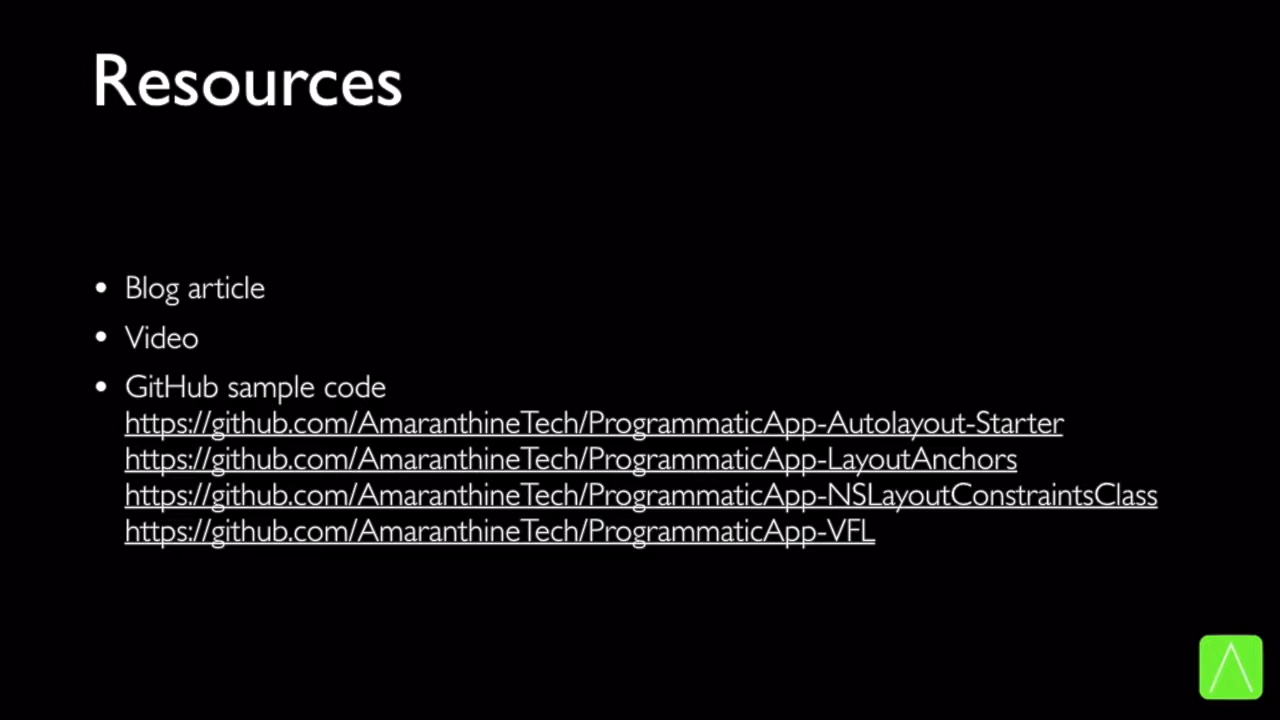 Resources
• Blog article
• Video
• GitHub sample code
https://github.com/AmaranthineTech/ProgrammaticApp-Autolayout-Starter
https://github.com/AmaranthineTech/ProgrammaticApp-LayoutAnchors
https://github.com/AmaranthineTech/ProgrammaticApp-NSLayoutConstraintsClass
https://github.com/AmaranthineTech/ProgrammaticApp-VFL